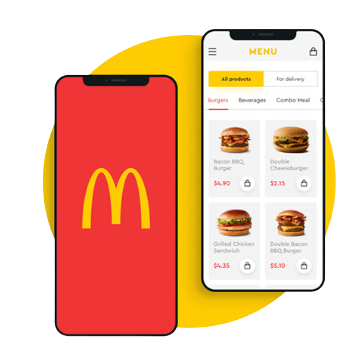 MENU
All products
For delivery
Burgers
Beverages
Combo Meal
Bacon BBQ
Burger
$4.90
Double
Cheeseburger
$2.15
Grilled Chicken
Sandwich
$4.35
Double Bacon
BBQ Burger
$5.10